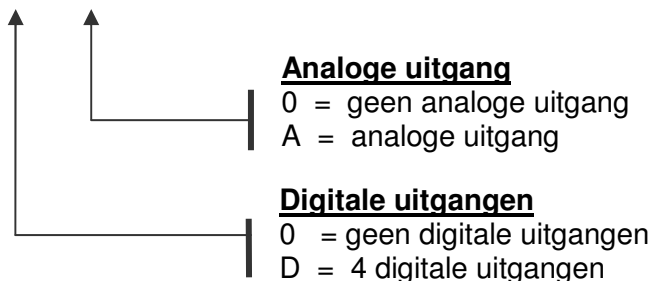 Analoge uitgang
0 = geen analoge uitgang
A = analoge uitgang
Digitale uitgangen
0 = geen digitale uitgangen
D = 4 digitale uitgangen